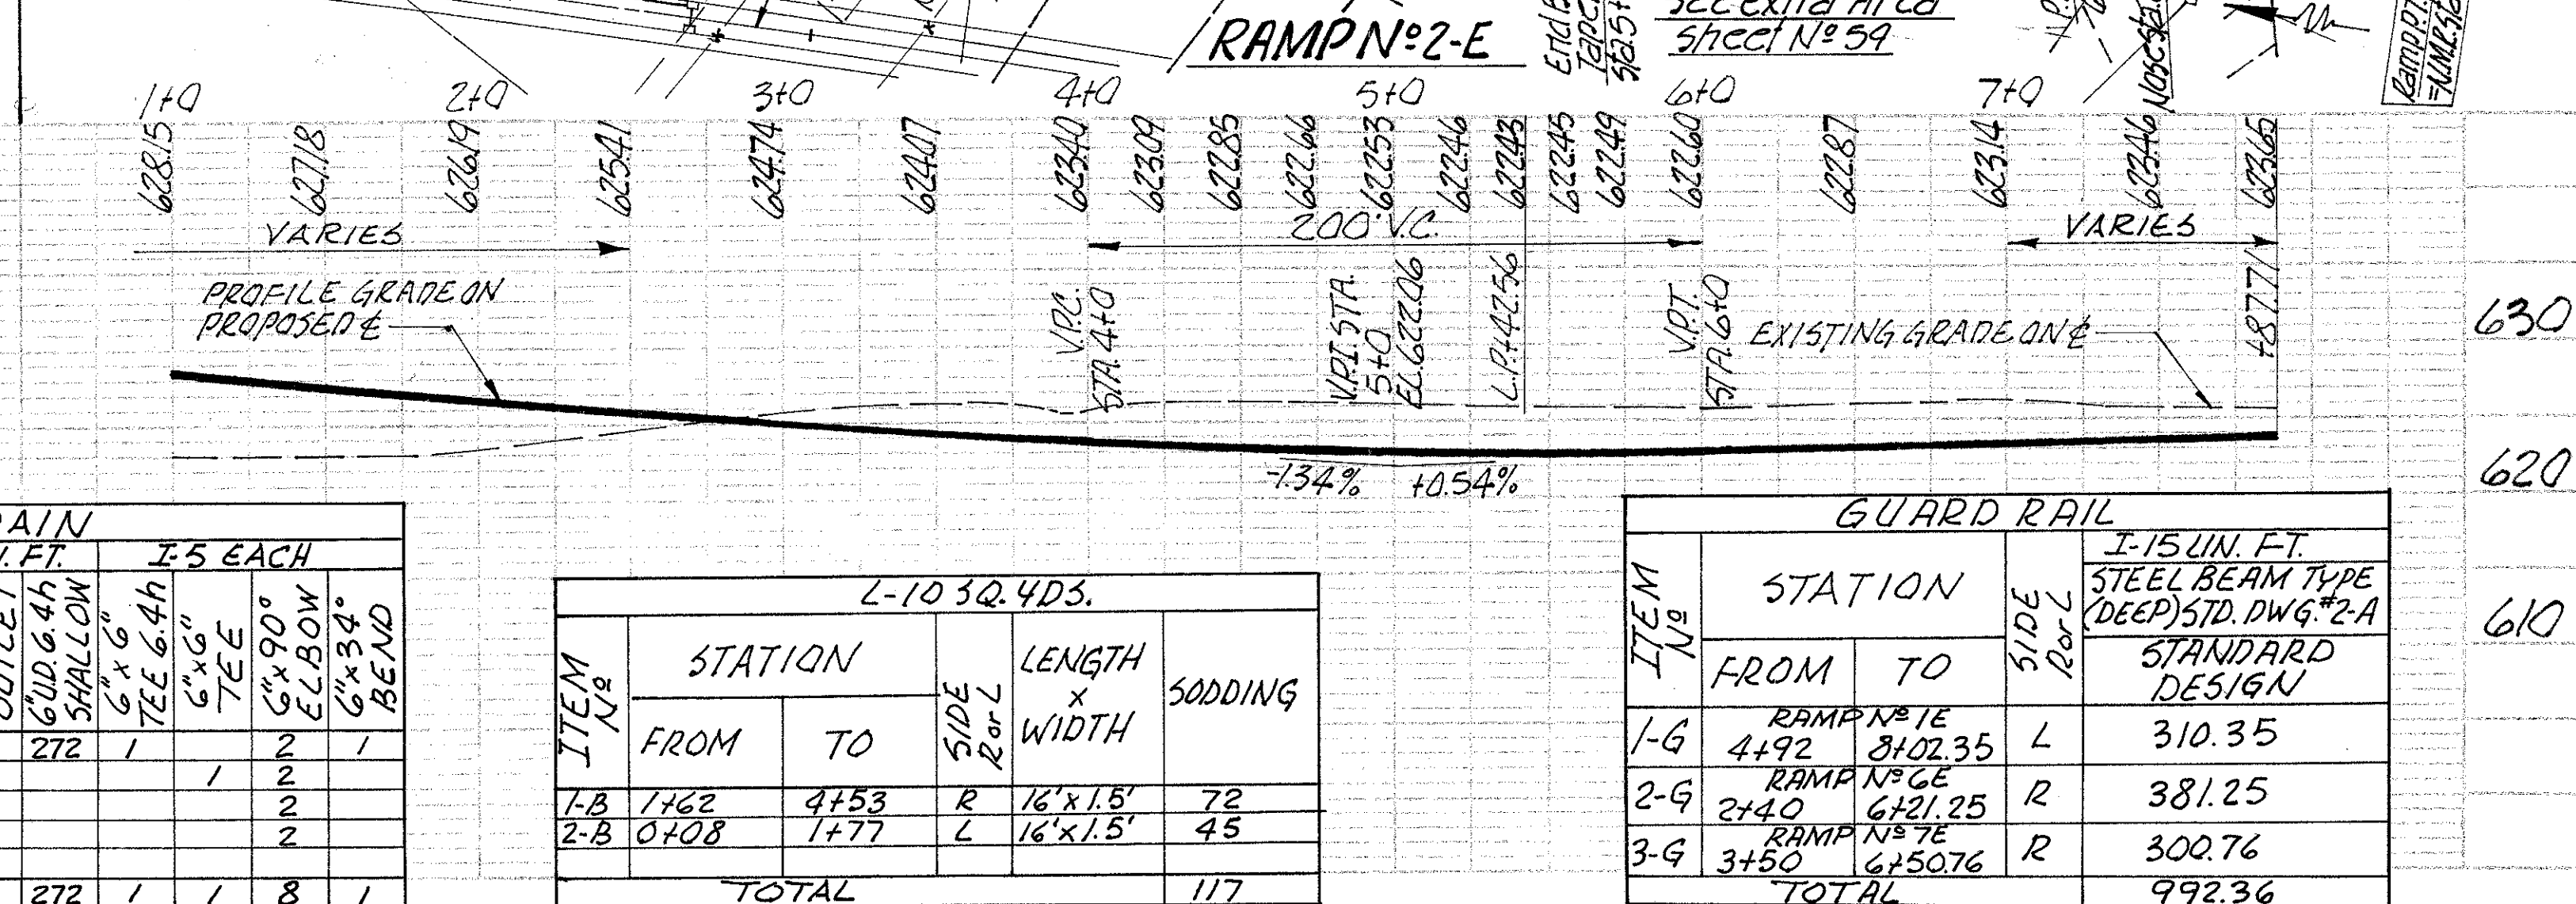 RAMP Nº 2-E
sheet Nº 59
Ramp P.T.
1+0 2+0 3+0 4+0 5+0 6+0 7+0
628.15 627.18 626.19 625.41 624.74 624.07 623.40 623.09 622.85 622.66 622.53 622.46 622.43 622.45 622.49 622.60 622.87 623.14 623.46 623.65
VARIES
200' V.C.
VARIES
PROFILE GRADE ON
PROPOSED ℄
V.P.C.
STA. 4+0
V.P.I. STA.
5+0
EL. 622.06
L.P.+42.56
V.P.T.
STA. 6+0
EXISTING GRADE ON ℄
+87.71
630
620
610
-1.34% +0.54%
I-5 EACH
6" U.D. 6.4h
SHALLOW
6" x 6"
TEE 6.4h
6" x 6"
TEE
6" x 90°
ELBOW
6" x 34°
BEND
272 1 2 1
1 2
2
2
272 1 1 8 1
L-10 SQ. YDS.
ITEM Nº
STATION
FROM TO
SIDE
R or L
LENGTH
x
WIDTH
SODDING
1-B 1+62 4+53 R 16' x 1.5' 72
2-B 0+08 1+77 L 16' x 1.5' 45
TOTAL 117
GUARD RAIL
ITEM Nº
STATION
FROM TO
SIDE
R or L
I-15 LIN. FT.
STEEL BEAM TYPE
(DEEP) STD. DWG. #2-A
STANDARD
DESIGN
RAMP Nº 1E
1-G 4+92 8+02.35 L 310.35
RAMP Nº 6E
2-G 2+40 6+21.25 R 381.25
RAMP Nº 7E
3-G 3+50 6+50.76 R 300.76
TOTAL 992.36